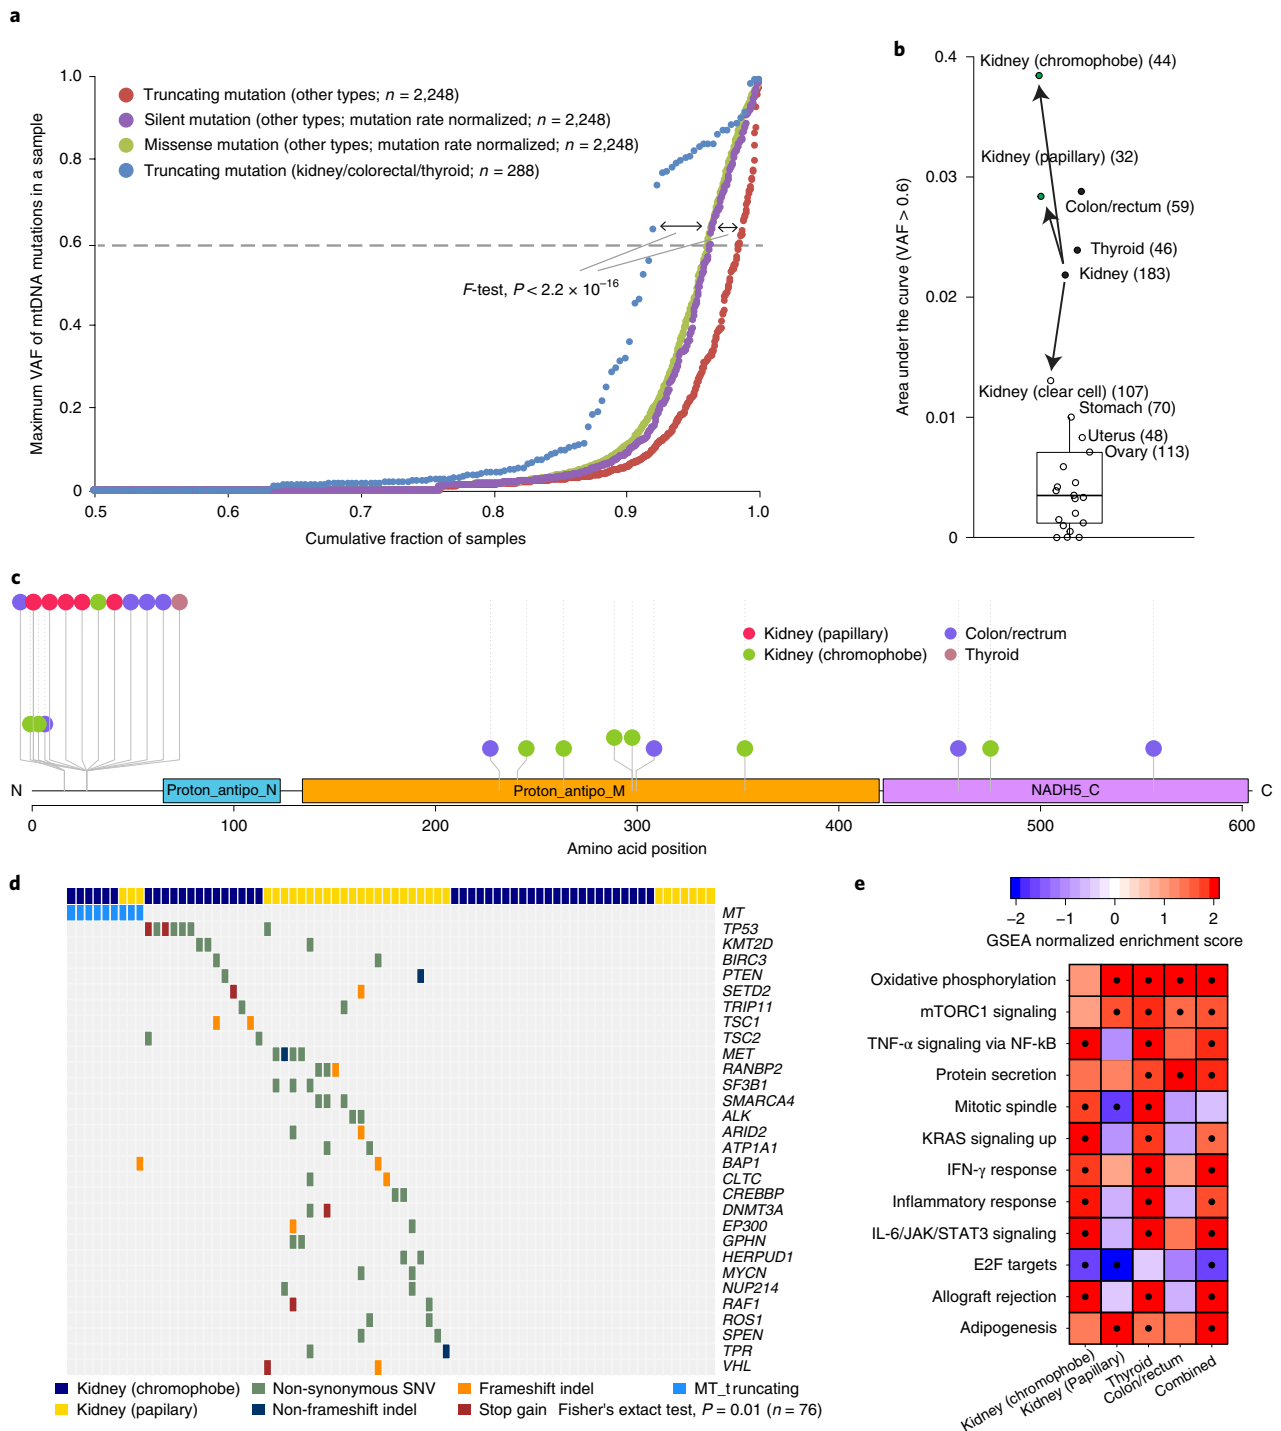 a
Maximum VAF of mtDNA mutations in a sample
1.0
0.8
0.6
0.4
0.2
0
Truncating mutation (other types; n = 2,248)
Silent mutation (other types; mutation rate normalized; n = 2,248)
Missense mutation (other types; mutation rate normalized; n = 2,248)
Truncating mutation (kidney/colorectal/thyroid; n = 288)
F-test, P < 2.2 × 10−16
0.5 0.6 0.7 0.8 0.9 1.0
Cumulative fraction of samples
b
Area under the curve (VAF > 0.6)
0.4
0.03
0.02
0.01
0
Kidney (chromophobe) (44)
Kidney (papillary) (32)
Colon/rectum (59)
Thyroid (46)
Kidney (183)
Kidney (clear cell) (107)
Stomach (70)
Uterus (48)
Ovary (113)
c
Kidney (papillary)
Kidney (chromophobe)
Colon/rectrum
Thyroid
N
Proton_antipo_N
Proton_antipo_M
NADH5_C
C
0 100 200 300 400 500 600
Amino acid position
d
MT
TP53
KMT2D
BIRC3
PTEN
SETD2
TRIP11
TSC1
TSC2
MET
RANBP2
SF3B1
SMARCA4
ALK
ARID2
ATP1A1
BAP1
CLTC
CREBBP
DNMT3A
EP300
GPHN
HERPUD1
MYCN
NUP214
RAF1
ROS1
SPEN
TPR
VHL
Kidney (chromophobe)
Non-synonymous SNV
Frameshift indel
MT_truncating
Kidney (papilary)
Non-frameshift indel
Stop gain
Fisher's exact test, P = 0.01 (n = 76)
e
−2 −1 0 1 2
GSEA normalized enrichment score
Oxidative phosphorylation
mTORC1 signaling
TNF-α signaling via NF-kB
Protein secretion
Mitotic spindle
KRAS signaling up
IFN-γ response
Inflammatory response
IL-6/JAK/STAT3 signaling
E2F targets
Allograft rejection
Adipogenesis
Kidney (chromophobe)
Kidney (Papillary)
Thyroid
Colon/rectum
Combined